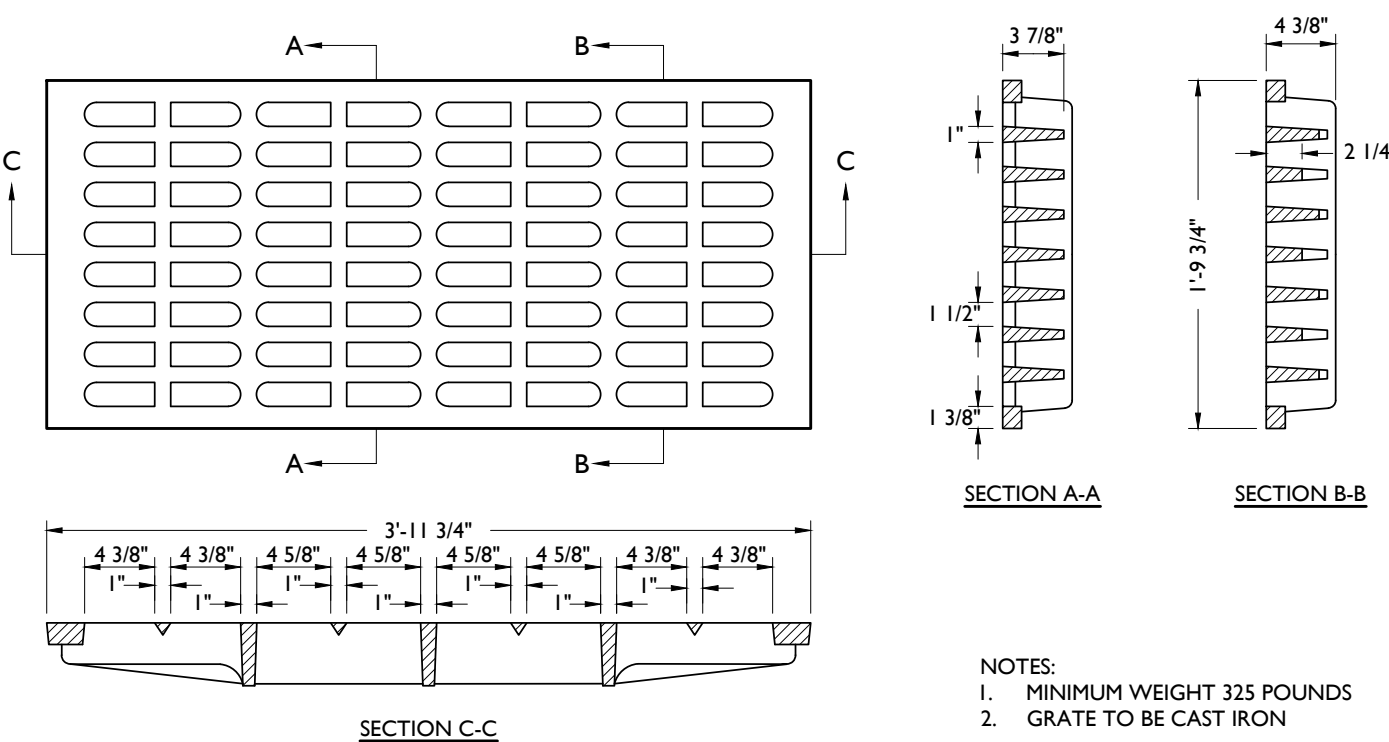 A
B
C
C
A
B
3 7/8"
1"
1 1/2"
1 3/8"
SECTION A-A
4 3/8"
2 1/4
1'-9 3/4"
SECTION B-B
3'-11 3/4"
4 3/8" 4 3/8" 4 5/8" 4 5/8" 4 5/8" 4 5/8" 4 3/8" 4 3/8"
1" 1" 1" 1"
1" 1" 1"
SECTION C-C
NOTES:
1. MINIMUM WEIGHT 325 POUNDS
2. GRATE TO BE CAST IRON